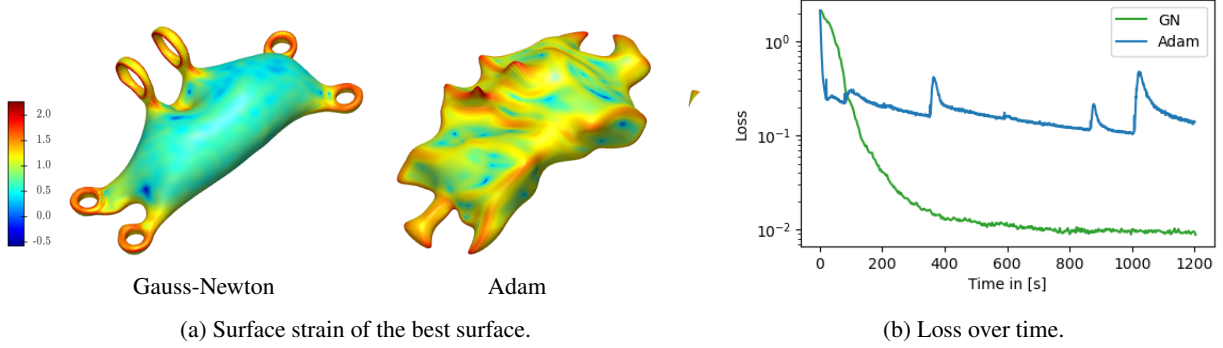 2.0
1.5
1.0
0.5
0.0
-0.5
Gauss-Newton
Adam
(a) Surface strain of the best surface.
GN
Adam
10⁰
10⁻¹
10⁻²
Loss
0 200 400 600 800 1000 1200
Time in [s]
(b) Loss over time.